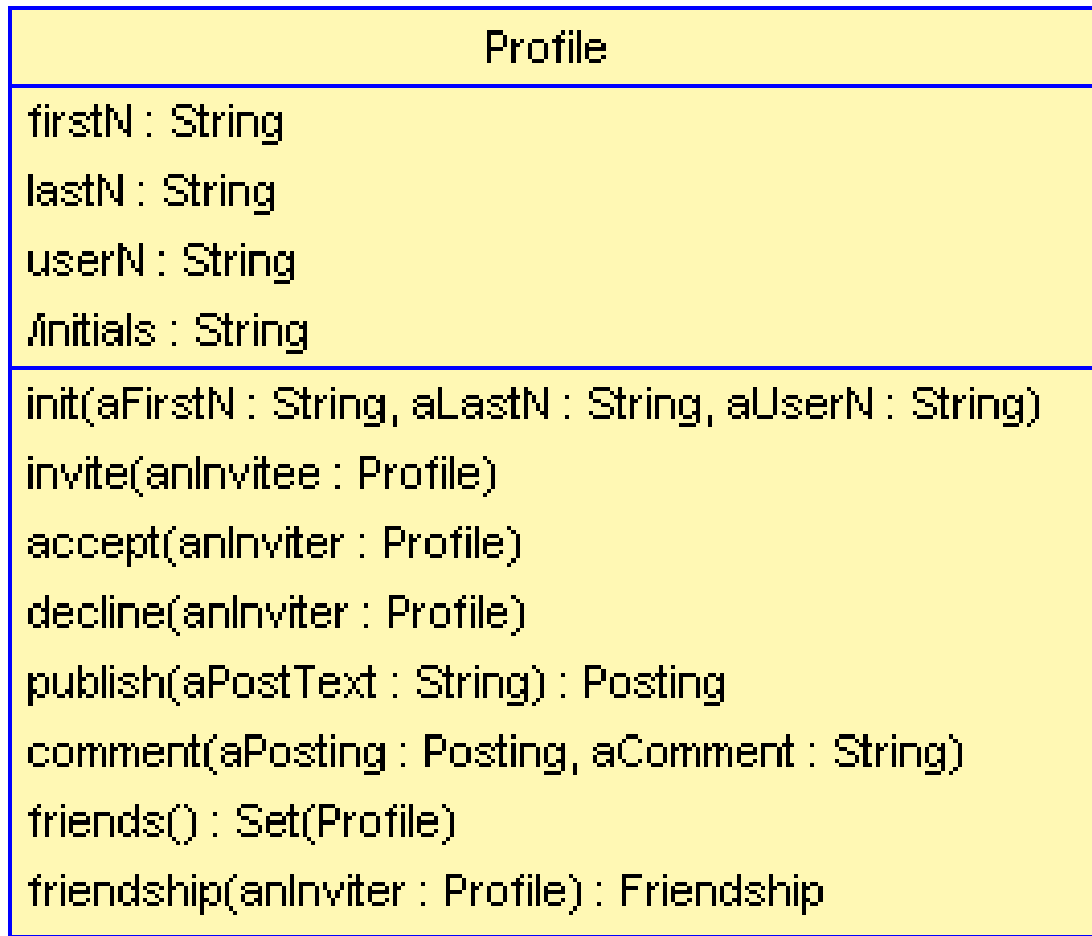 Profile
firstN : String
lastN : String
userN : String
/initials : String
init(aFirstN : String, aLastN : String, aUserN : String)
invite(anInvitee : Profile)
accept(anInviter : Profile)
decline(anInviter : Profile)
publish(aPostText : String) : Posting
comment(aPosting : Posting, aComment : String)
friends() : Set(Profile)
friendship(anInviter : Profile) : Friendship